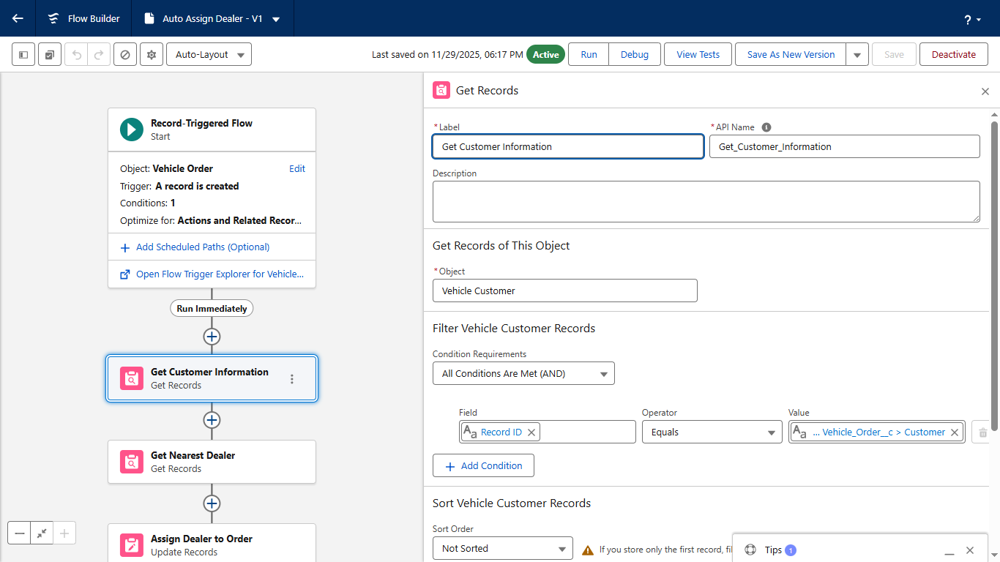 Flow Builder
Auto Assign Dealer - V1
?
Auto-Layout
Last saved on 11/29/2025, 06:17 PM
Active
Run
Debug
View Tests
Save As New Version
Save
Deactivate
Record-Triggered Flow
Start
Object: Vehicle Order
Edit
Trigger: A record is created
Conditions: 1
Optimize for: Actions and Related Recor...
Add Scheduled Paths (Optional)
Open Flow Trigger Explorer for Vehicle...
Run Immediately
Get Customer Information
Get Records
Get Nearest Dealer
Get Records
Assign Dealer to Order
Update Records
Get Records
*Label
*API Name
Get Customer Information
Get_Customer_Information
Description
Get Records of This Object
*Object
Vehicle Customer
Filter Vehicle Customer Records
Condition Requirements
All Conditions Are Met (AND)
Field
Operator
Value
Aa Record ID
Equals
Aa ... Vehicle_Order__c > Customer
Add Condition
Sort Vehicle Customer Records
Sort Order
Not Sorted
If you store only the first record, fil
Tips 1